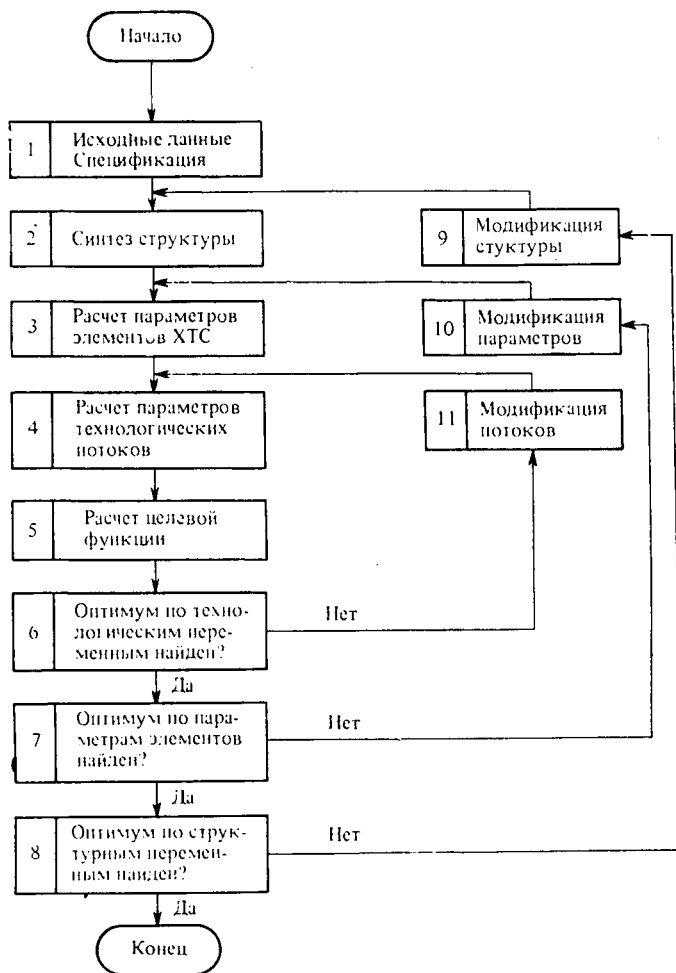 Начало
1
Исходные данные
Спецификация
2
Синтез структуры
9
Модификация
стуктуры
3
Расчет параметров
элементов ХТС
10
Модификация
параметров
4
Расчет параметров
технологических
потоков
11
Модификация
потоков
5
Расчет целевой
функции
6
Оптимум по техно-
логическим пере-
менным найден?
Нет
Да
7
Оптимум по пара-
метрам элементов
найден?
Нет
Да
8
Оптимум по струк-
турным перемен-
ным найден?
Нет
Да
Конец